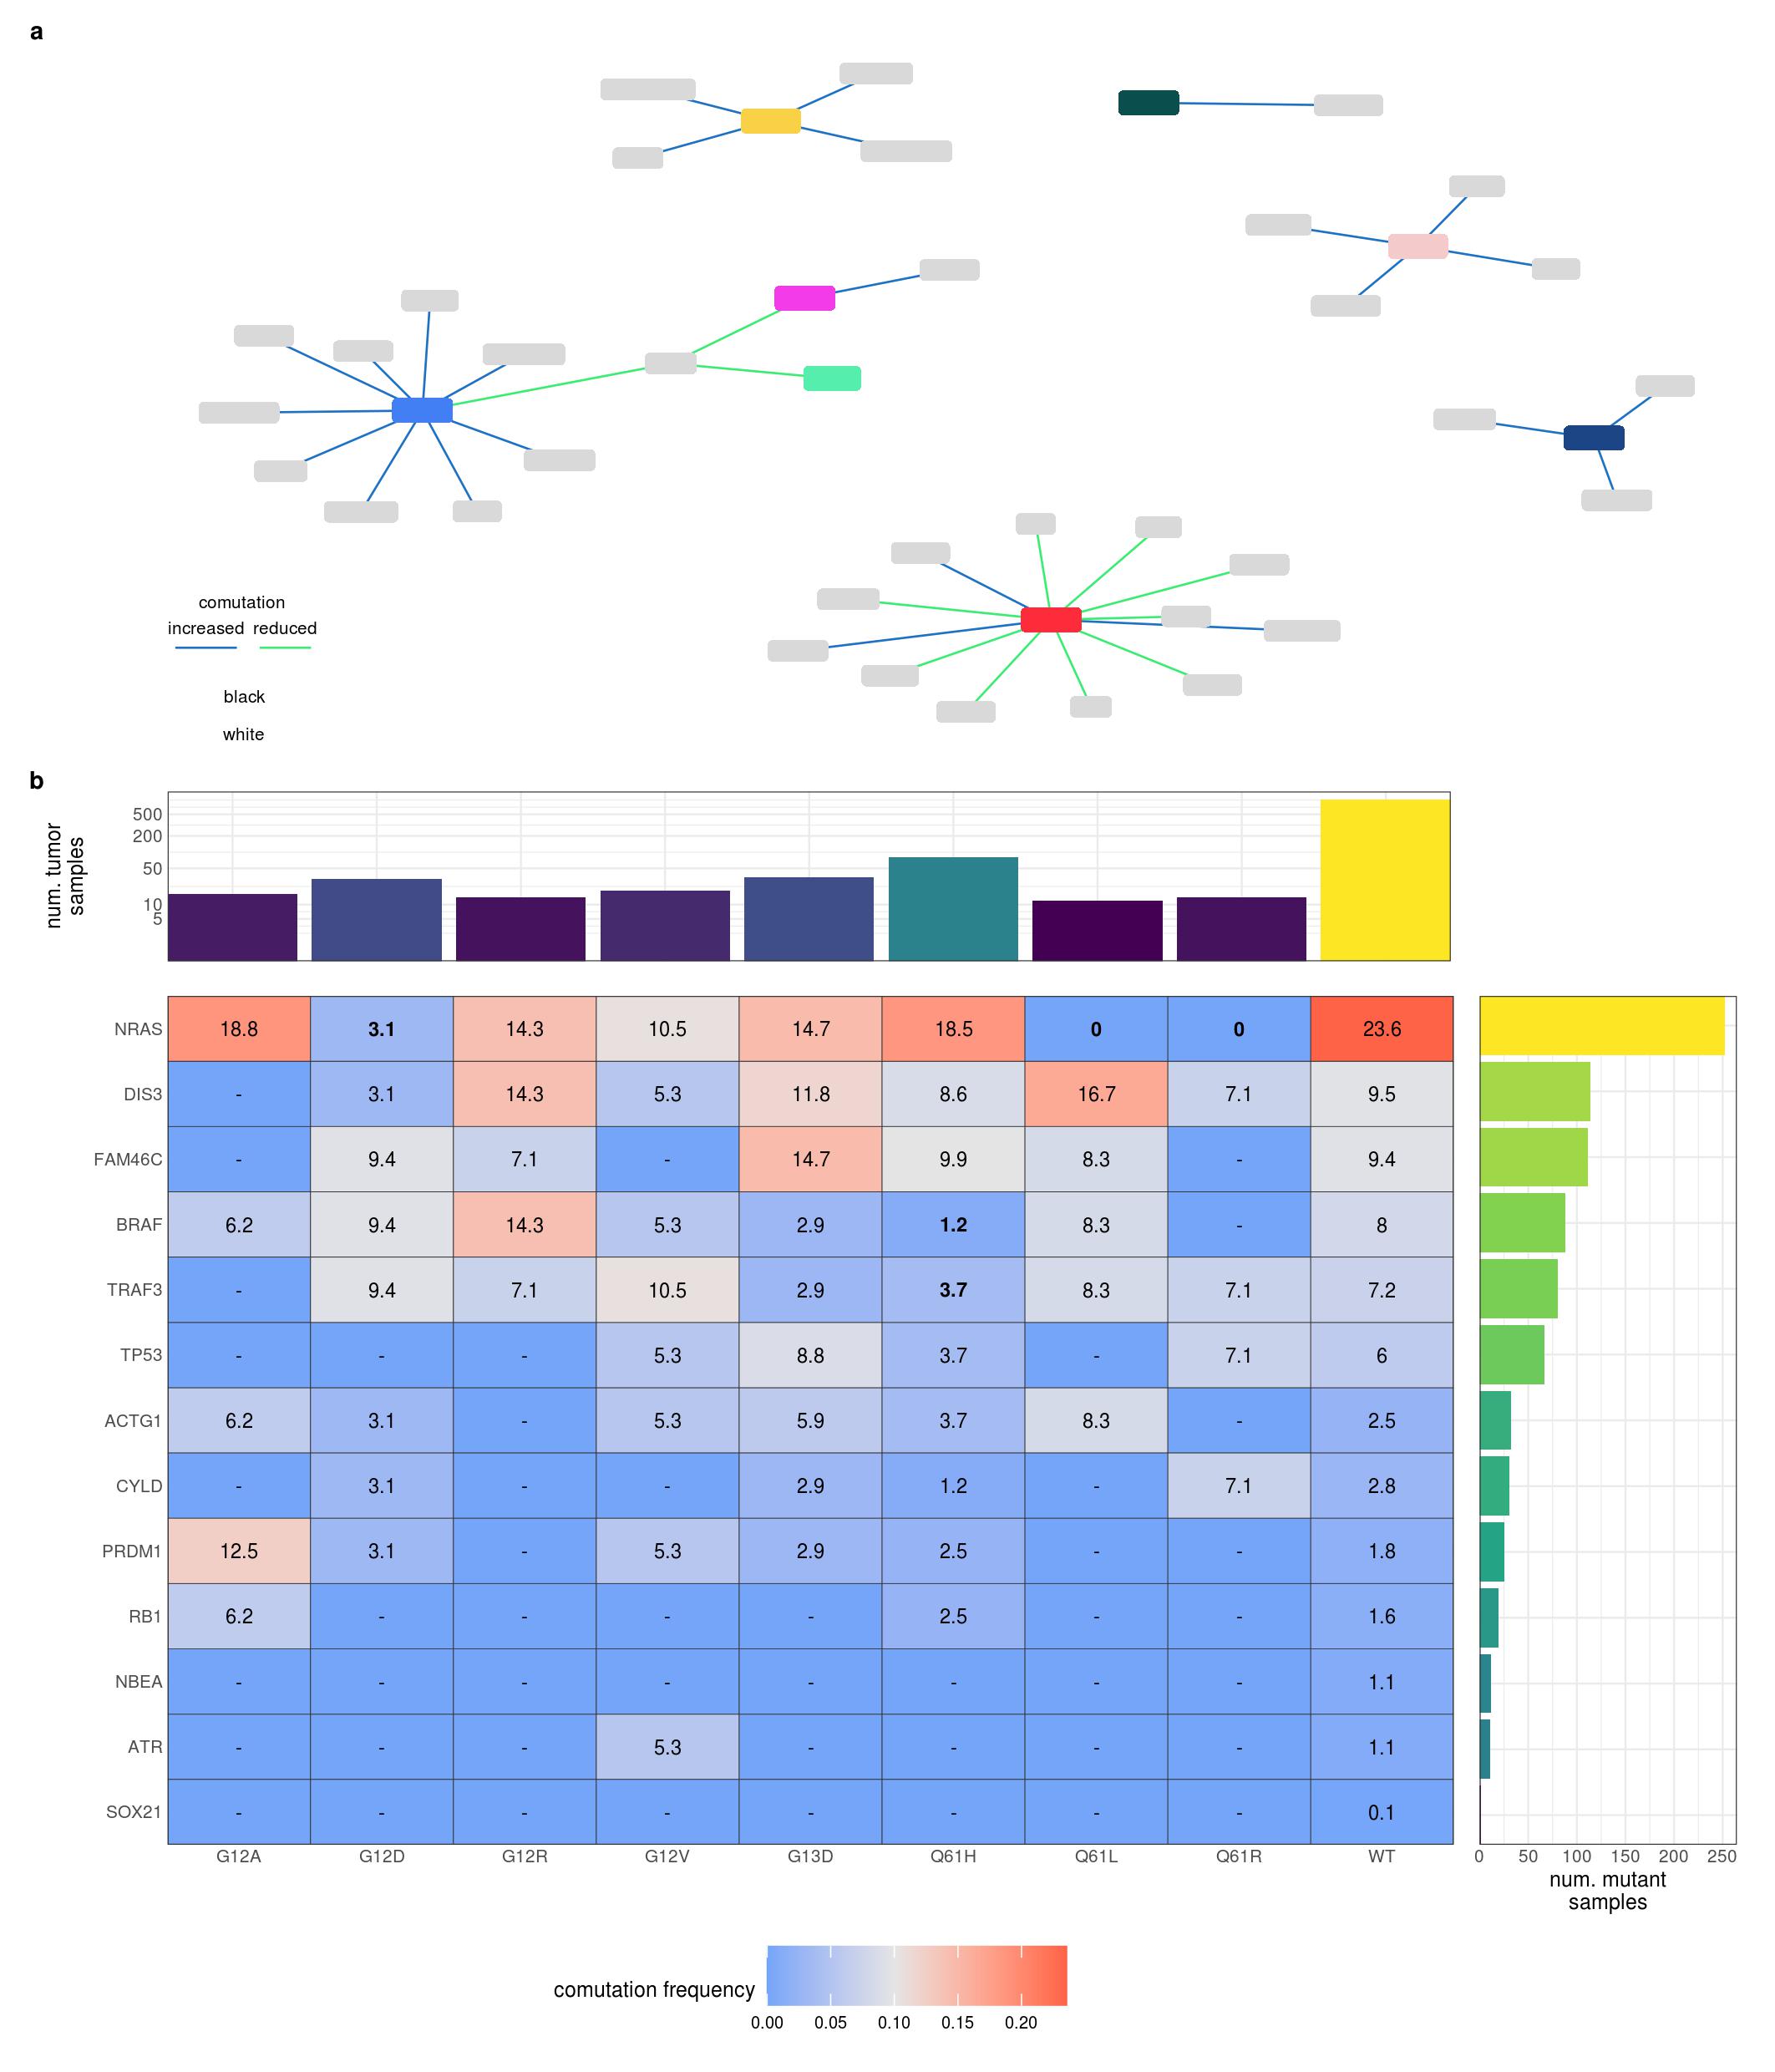 a
comutation
increased reduced
black
white
b
num. tumor
samples
500
200
50
10
5
NRAS 18.8 3.1 14.3 10.5 14.7 18.5 0 0 23.6
DIS3 - 3.1 14.3 5.3 11.8 8.6 16.7 7.1 9.5
FAM46C - 9.4 7.1 - 14.7 9.9 8.3 - 9.4
BRAF 6.2 9.4 14.3 5.3 2.9 1.2 8.3 - 8
TRAF3 - 9.4 7.1 10.5 2.9 3.7 8.3 7.1 7.2
TP53 - - - 5.3 8.8 3.7 - 7.1 6
ACTG1 6.2 3.1 - 5.3 5.9 3.7 8.3 - 2.5
CYLD - 3.1 - - 2.9 1.2 - 7.1 2.8
PRDM1 12.5 3.1 - 5.3 2.9 2.5 - - 1.8
RB1 6.2 - - - - 2.5 - - 1.6
NBEA - - - - - - - - 1.1
ATR - - - 5.3 - - - - 1.1
SOX21 - - - - - - - - 0.1
G12A G12D G12R G12V G13D Q61H Q61L Q61R WT 0 50 100 150 200 250
num. mutant
samples
comutation frequency
0.00 0.05 0.10 0.15 0.20